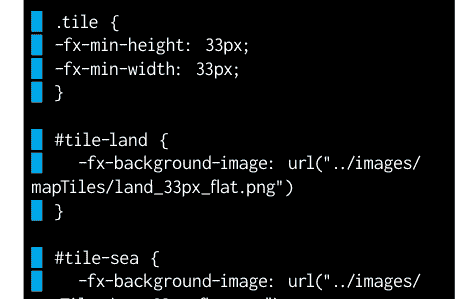 .tile {
-fx-min-height: 33px;
-fx-min-width: 33px;
}
#tile-land {
-fx-background-image: url("../images/
mapTiles/land_33px_flat.png")
}
#tile-sea {
-fx-background-image: url("../images/